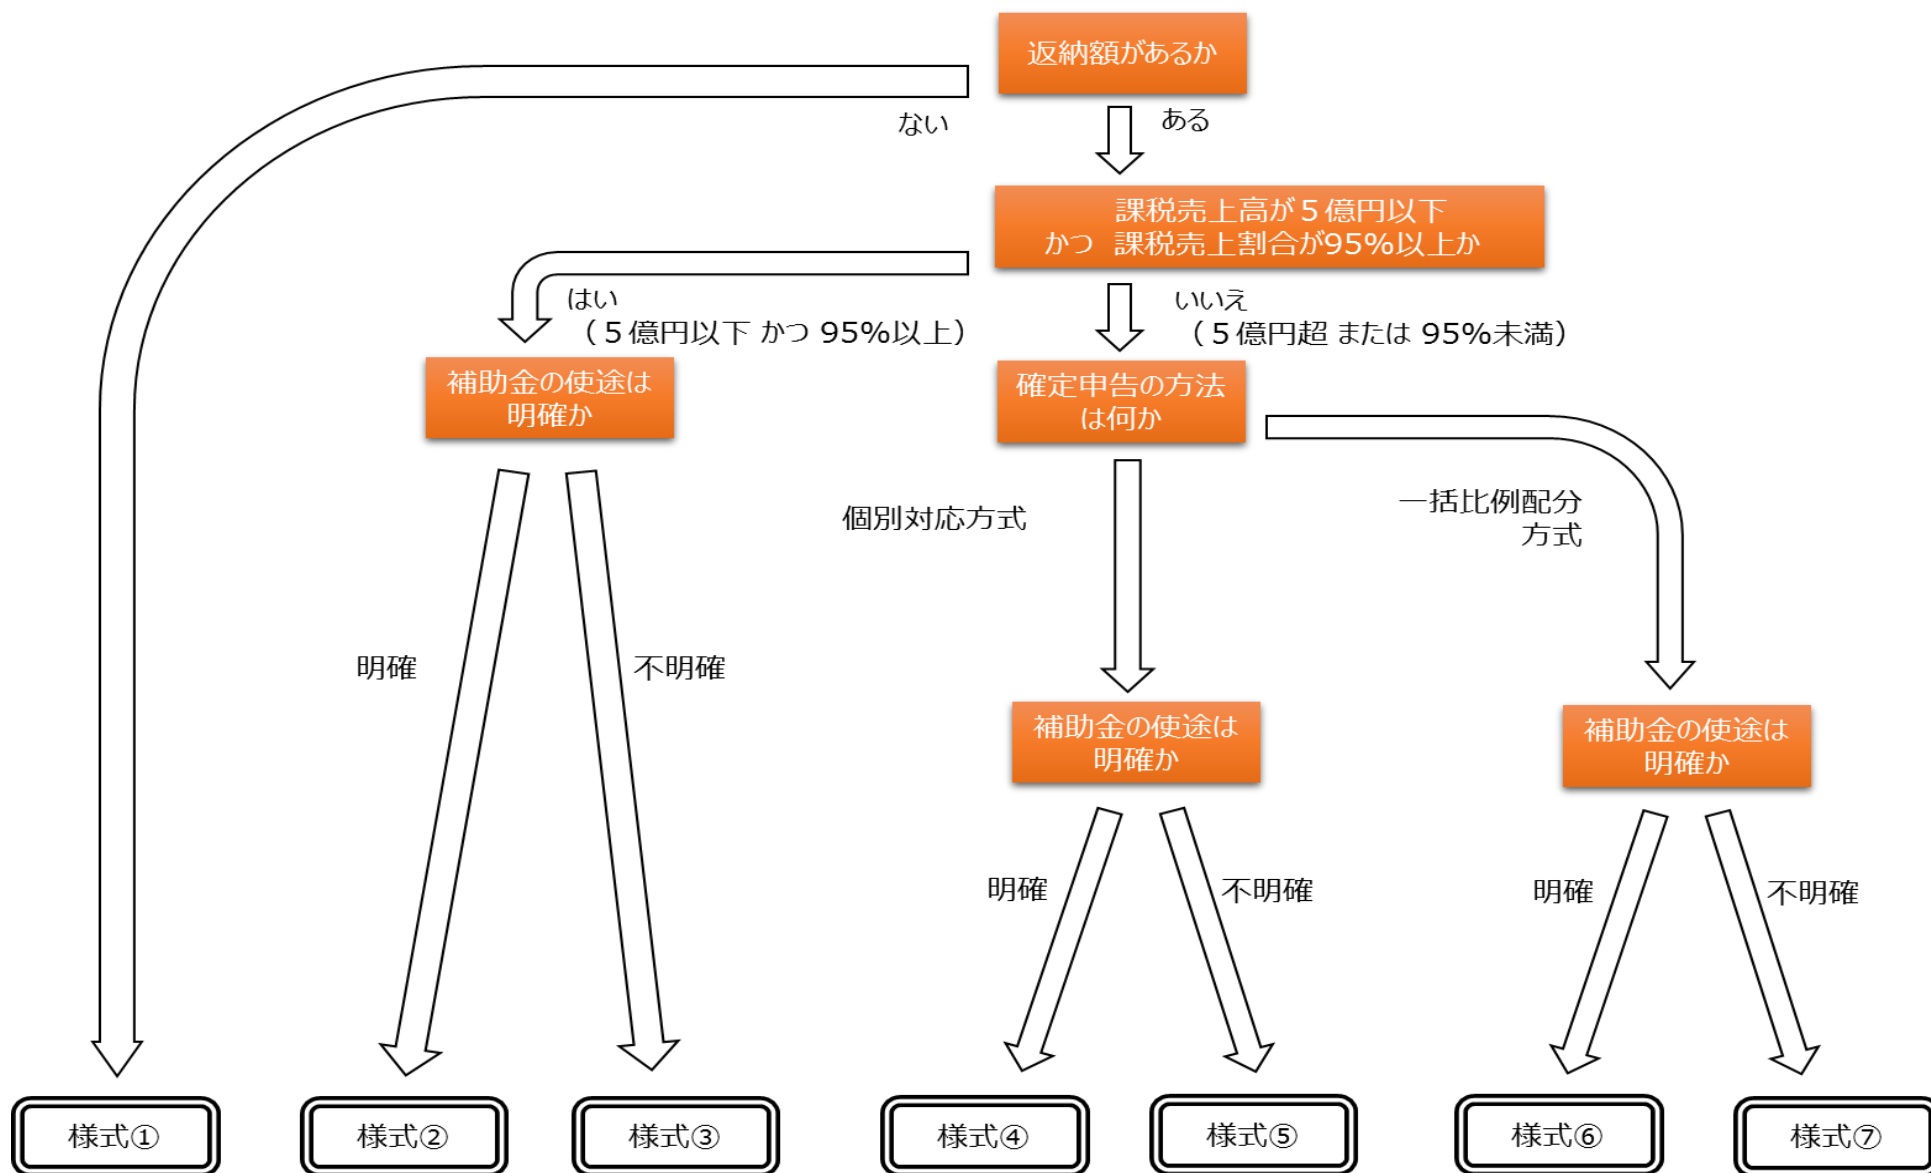 返納額があるか
ない
ある
課税売上高が５億円以下
かつ 課税売上割合が95%以上か
はい
（５億円以下 かつ 95%以上）
いいえ
（５億円超 または 95%未満）
補助金の使途は
明確か
確定申告の方法
は何か
個別対応方式
一括比例配分
方式
明確
不明確
補助金の使途は
明確か
補助金の使途は
明確か
明確
不明確
明確
不明確
様式①
様式②
様式③
様式④
様式⑤
様式⑥
様式⑦